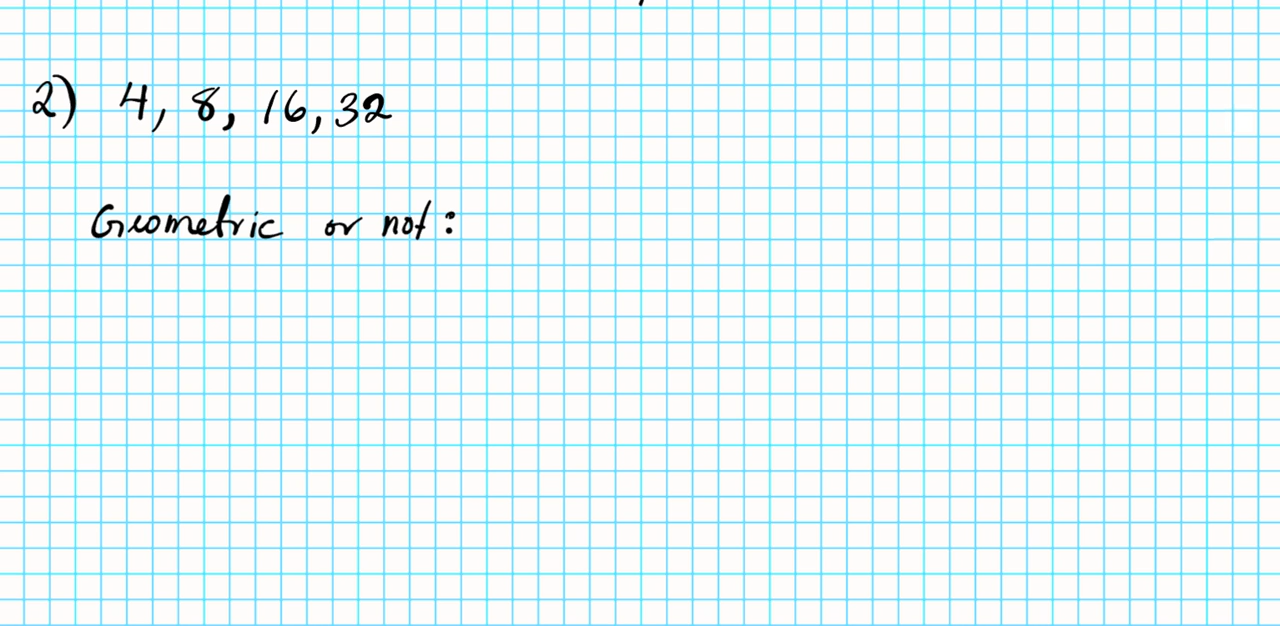 2) 4, 8, 16, 32
Geometric or not: